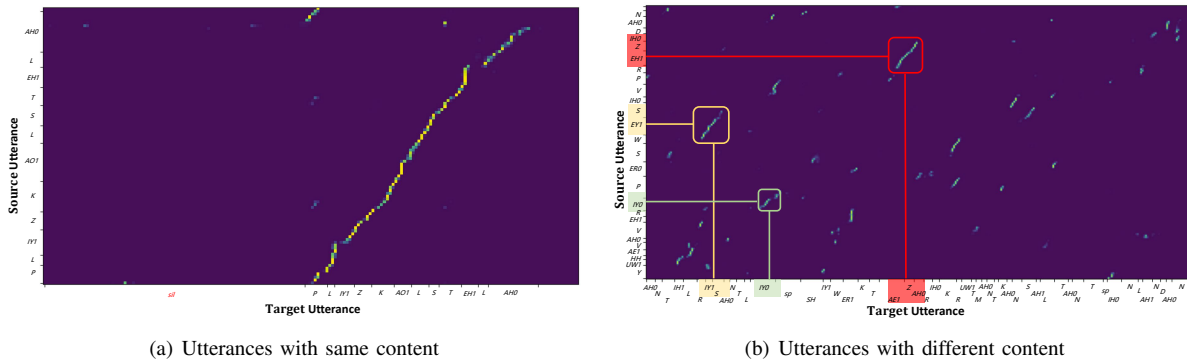 Source Utterance
AH0
L
EH1
T
S
L
AO1
K
Z
IY1
L
P
sil P L IY1 Z K AO1 L S T EH1 L AH0
Target Utterance
(a) Utterances with same content
Source Utterance
N
AH0
D
IH0
Z
EH1
R
P
V
IH0
S
EY1
W
S
ER0
P
IY0
R
EH1
V
AH0
V
AE1
HH
UW1
Y
AH0 IH1 IY1 N IY0 IY1 K Z IH0 UW1 AH0 K S T T sp N D
N L S T sp W T AH0 K T N AH0 AH1 AH0 N L N
T R AH0 L SH ER1 AE1 R R M T N L N IH0 AH1 AH0
Target Utterance
(b) Utterances with different content